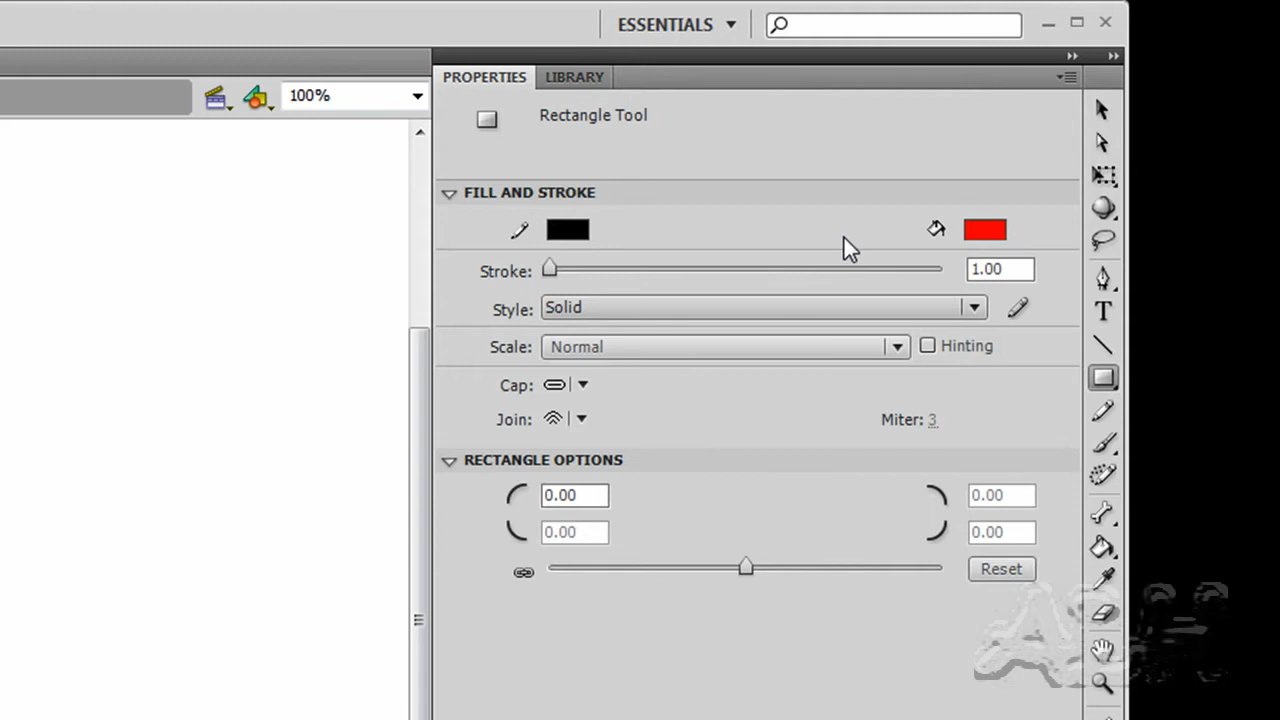 ESSENTIALS
100%
PROPERTIES LIBRARY
Rectangle Tool
FILL AND STROKE
Stroke: 1.00
Style: Solid
Scale: Normal Hinting
Cap:
Join: Miter: 3
RECTANGLE OPTIONS
0.00 0.00
0.00 0.00
Reset